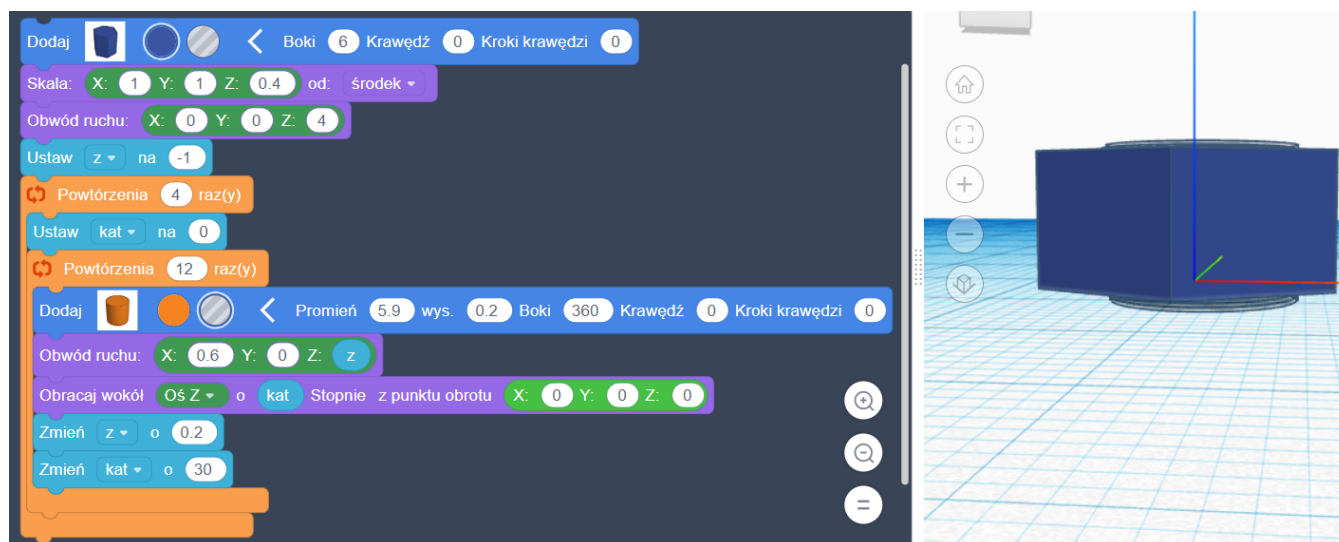 Dodaj Boki 6 Krawędź 0 Kroki krawędzi 0
Skala: X: 1 Y: 1 Z: 0.4 od: środek
Obwód ruchu: X: 0 Y: 0 Z: 4
Ustaw z na -1
Powtórzenia 4 raz(y)
Ustaw kat na 0
Powtórzenia 12 raz(y)
Dodaj Promień 5.9 wys. 0.2 Boki 360 Krawędź 0 Kroki krawędzi 0
Obwód ruchu: X: 0.6 Y: 0 Z: z
Obracaj wokół Oś Z o kat Stopnie z punktu obrotu X: 0 Y: 0 Z: 0
Zmień z o 0.2
Zmień kat o 30